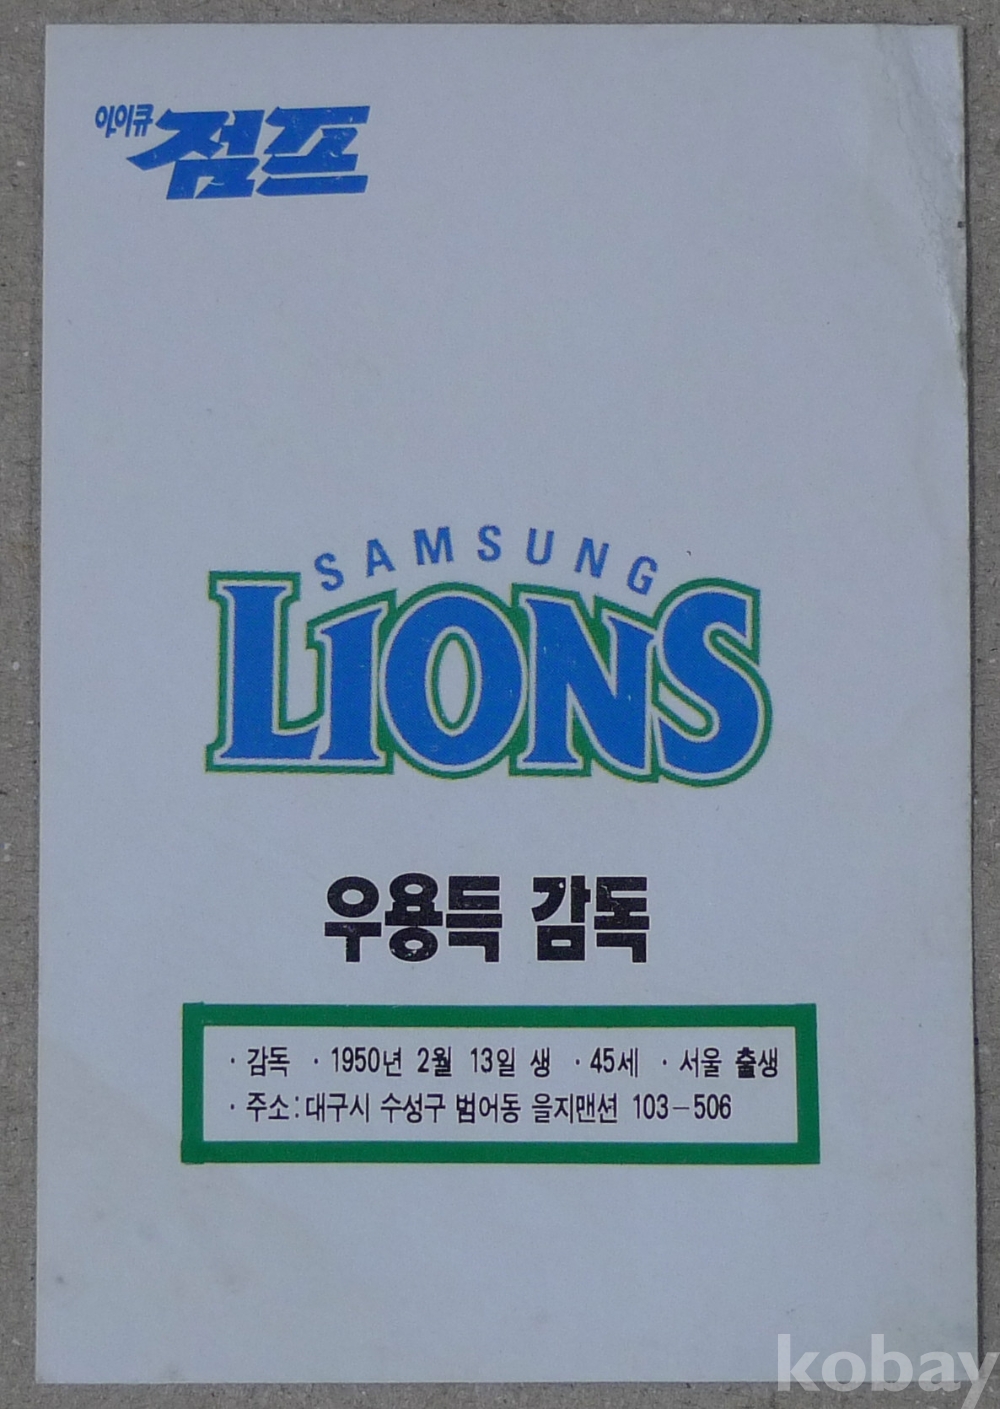 아이큐 점프
SAMSUNG
LIONS
우용득 감독
· 감독 · 1950년 2월 13일 생 · 45세 · 서울 출생
· 주소: 대구시 수성구 범어동 을지맨션 103-506
kobay